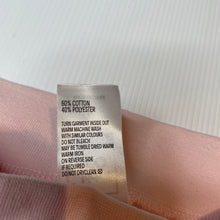 60% COTTON
40% POLYESTER
TURN GARMENT INSIDE OUT
WARM MACHINE WASH
WITH SIMILAR COLOURS
DO NOT BLEACH
MAY BE TUMBLE DRIED WARM
WARM IRON
ON REVERSE SIDE
IF REQUIRED
DO NOT DRYCLEAN